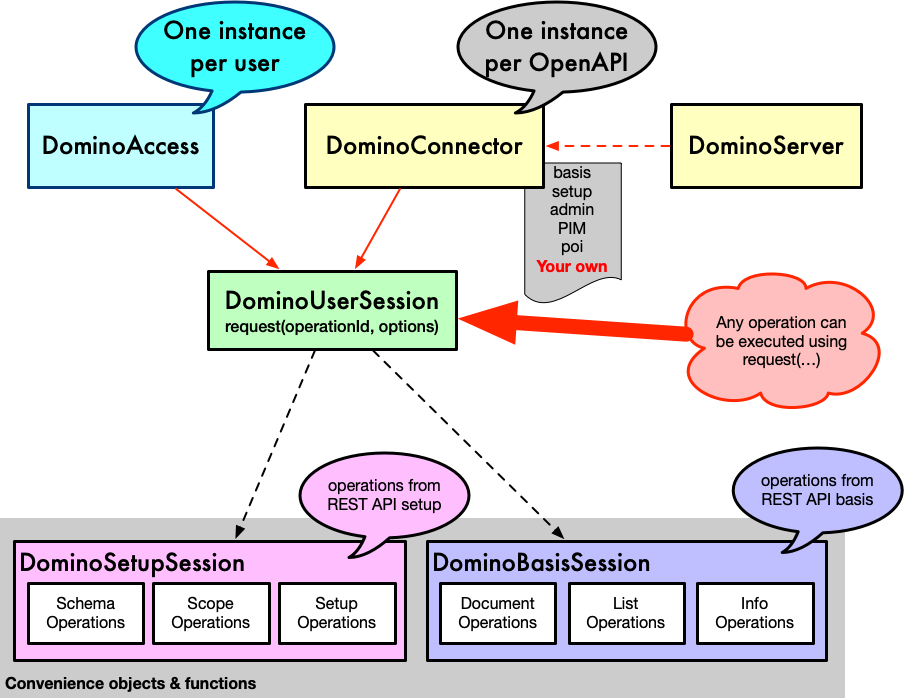 One instance
per user
One instance
per OpenAPI
DominoAccess
DominoConnector
DominoServer
basis
setup
admin
PIM
poi
Your own
DominoUserSession
request(operationId, options)
Any operation can
be executed using
request(...)
operations from
REST API setup
operations from
REST API basis
DominoSetupSession
Schema
Operations
Scope
Operations
Setup
Operations
DominoBasisSession
Document
Operations
List
Operations
Info
Operations
Convenience objects & functions